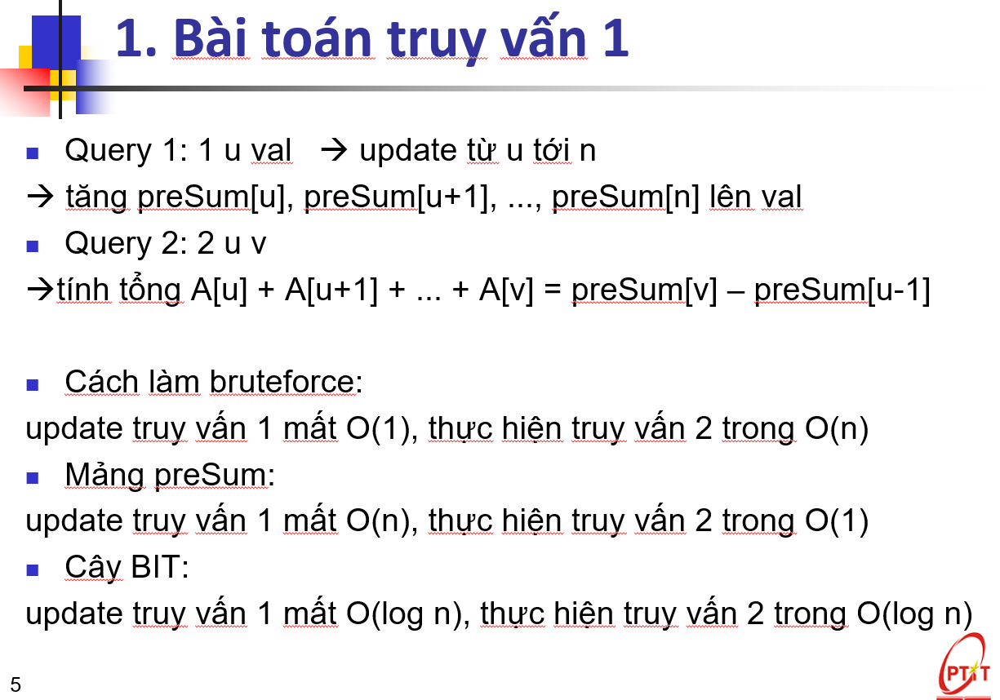 1. Bài toán truy vấn 1
Query 1: 1 u val → update từ u tới n
→ tăng preSum[u], preSum[u+1], ..., preSum[n] lên val
Query 2: 2 u v
→tính tổng A[u] + A[u+1] + ... + A[v] = preSum[v] – preSum[u-1]
Cách làm bruteforce:
update truy vấn 1 mất O(1), thực hiện truy vấn 2 trong O(n)
Mảng preSum:
update truy vấn 1 mất O(n), thực hiện truy vấn 2 trong O(1)
Cây BIT:
update truy vấn 1 mất O(log n), thực hiện truy vấn 2 trong O(log n)
5
PTIT